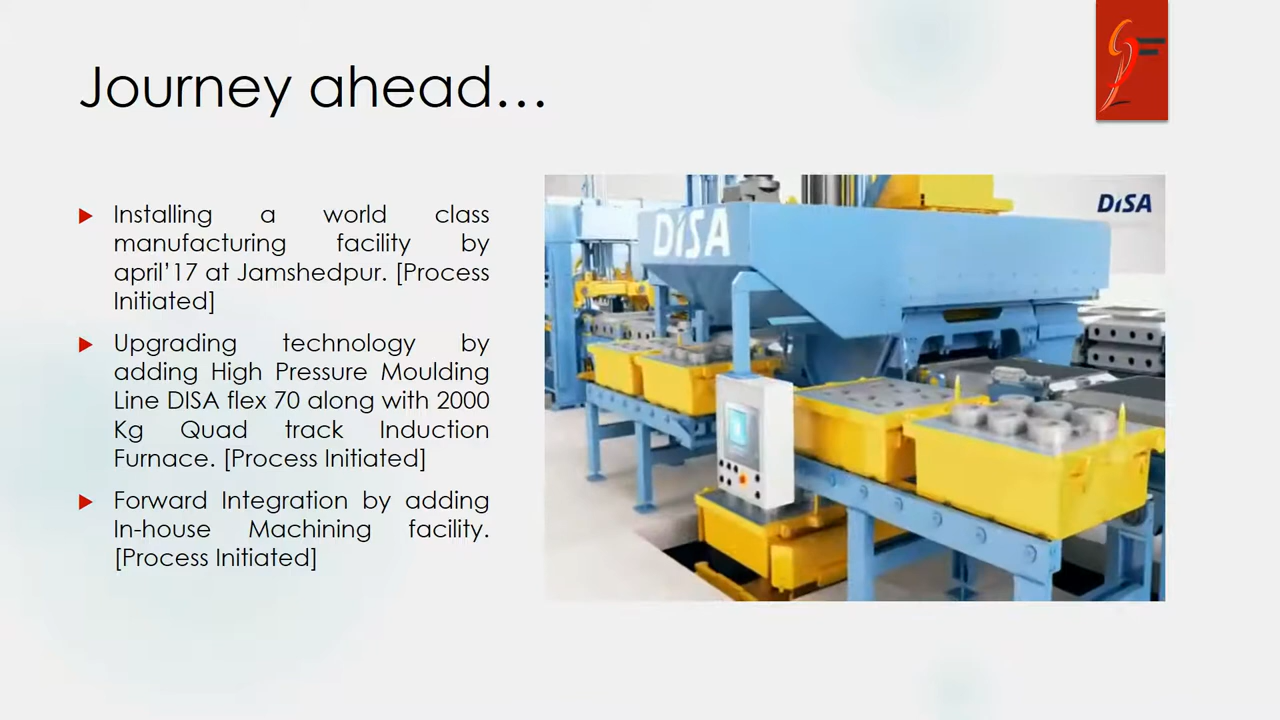 Journey ahead...
Installing a world class
manufacturing facility by
april'17 at Jamshedpur. [Process
Initiated]
Upgrading technology by
adding High Pressure Moulding
Line DISA flex 70 along with 2000
Kg Quad track Induction
Furnace. [Process Initiated]
Forward Integration by adding
In-house Machining facility.
[Process Initiated]
DISA
DISA